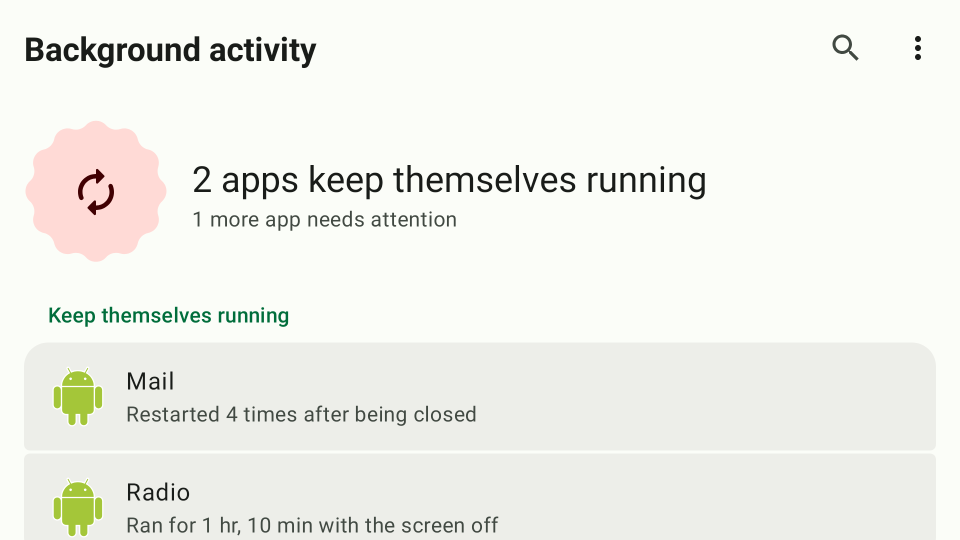 Background activity
2 apps keep themselves running
1 more app needs attention
Keep themselves running
Mail
Restarted 4 times after being closed
Radio
Ran for 1 hr, 10 min with the screen off